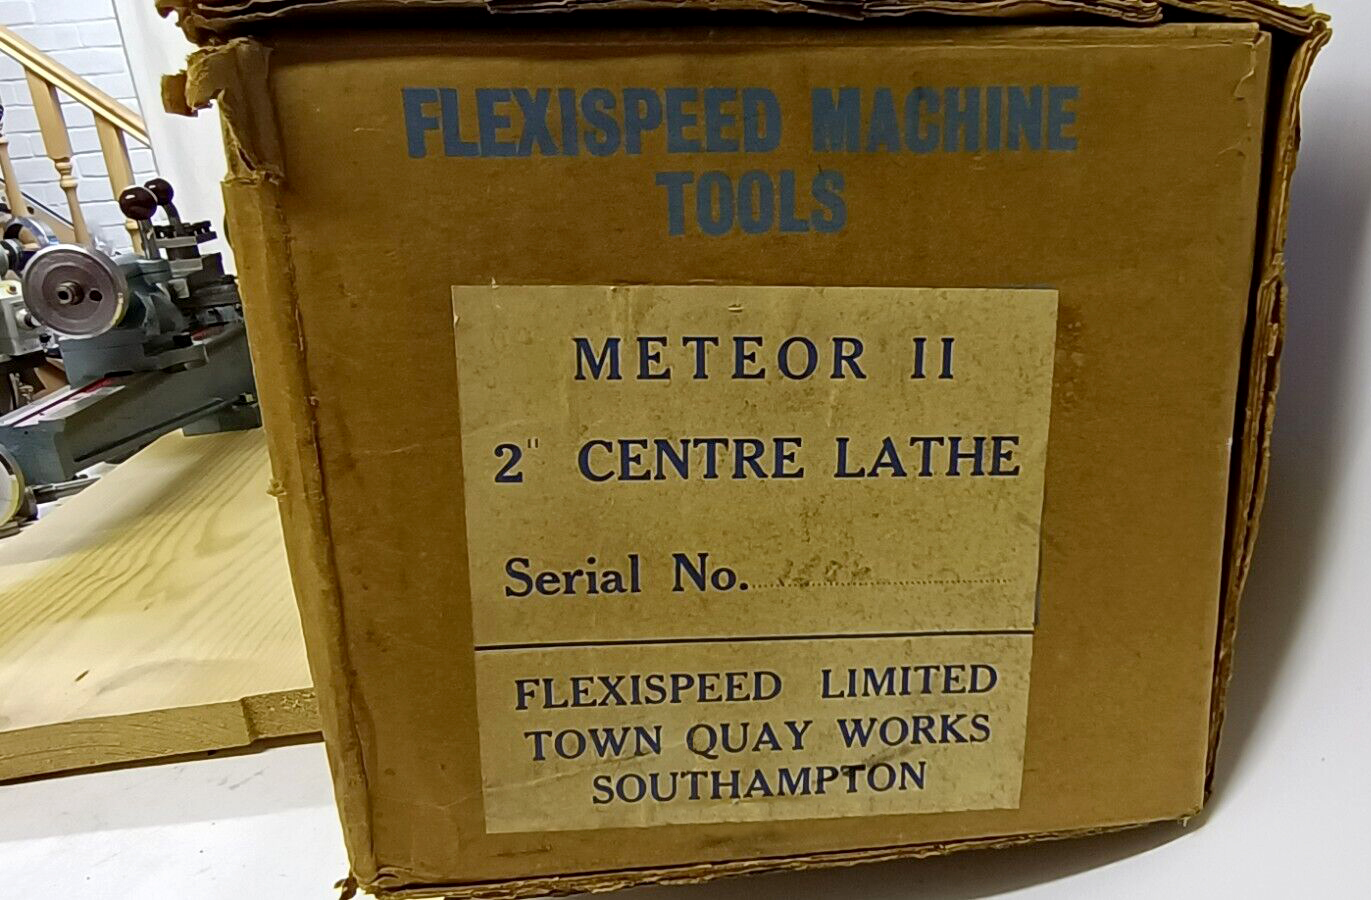 FLEXISPEED MACHINE
TOOLS
METEOR II
2" CENTRE LATHE
Serial No.
FLEXISPEED LIMITED
TOWN QUAY WORKS
SOUTHAMPTON